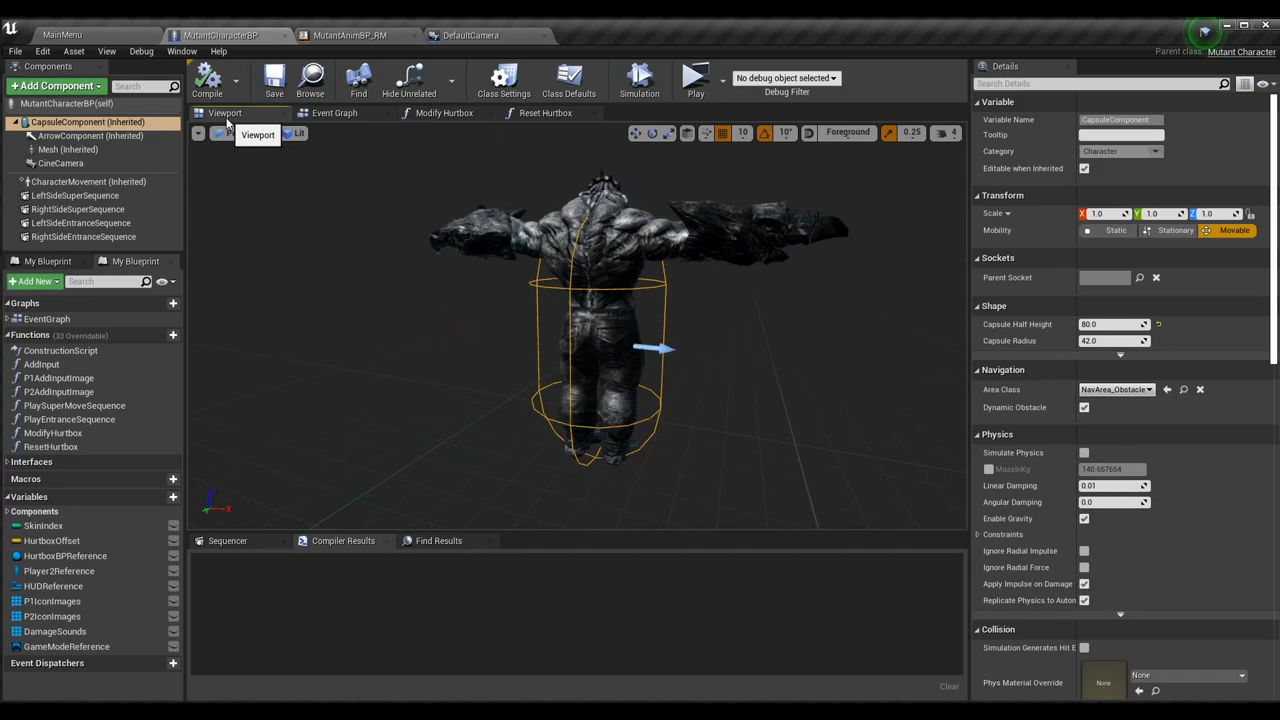 MainMenu
MutantCharacterBP
MutantAnimBP_RM
DefaultCamera
Parent class: Mutant Character
File Edit Asset View Debug Window Help
Components
+ Add Component
Search
MutantCharacterBP(self)
CapsuleComponent (Inherited)
ArrowComponent (Inherited)
Mesh (Inherited)
CineCamera
CharacterMovement (Inherited)
LeftSideSuperSequence
RightSideSuperSequence
LeftSideEntranceSequence
RightSideEntranceSequence
My Blueprint
My Blueprint
+ Add New
Search
Graphs
EventGraph
Functions (33 Overridable)
ConstructionScript
AddInput
P1AddInputImage
P2AddInputImage
PlaySuperMoveSequence
PlayEntranceSequence
ModifyHurtbox
ResetHurtbox
Interfaces
Macros
Variables
Components
SkinIndex
HurtboxOffset
HurtboxBPReference
Player2Reference
HUDReference
P1IconImages
P2IconImages
DamageSounds
GameModeReference
Event Dispatchers
Compile
Save
Browse
Find
Hide Unrelated
Class Settings
Class Defaults
Simulation
Play
No debug object selected
Debug Filter
Viewport
Event Graph
Modify Hurtbox
Reset Hurtbox
Viewport
Lit
10
10°
Foreground
0.25
4
X
Sequencer
Compiler Results
Find Results
Clear
Details
Search Details
Variable
Variable Name CapsuleComponent
Tooltip
Category Character
Editable when Inherited
Transform
Scale X 1.0 Y 1.0 Z 1.0
Mobility Static Stationary Movable
Sockets
Parent Socket
Shape
Capsule Half Height 80.0
Capsule Radius 42.0
Navigation
Area Class NavArea_Obstacle
Dynamic Obstacle
Physics
Simulate Physics
MassInKg 140.657654
Linear Damping 0.01
Angular Damping 0.0
Enable Gravity
Constraints
Ignore Radial Impulse
Ignore Radial Force
Apply Impulse on Damage
Replicate Physics to Auton
Collision
Simulation Generates Hit E
Phys Material Override
None
None